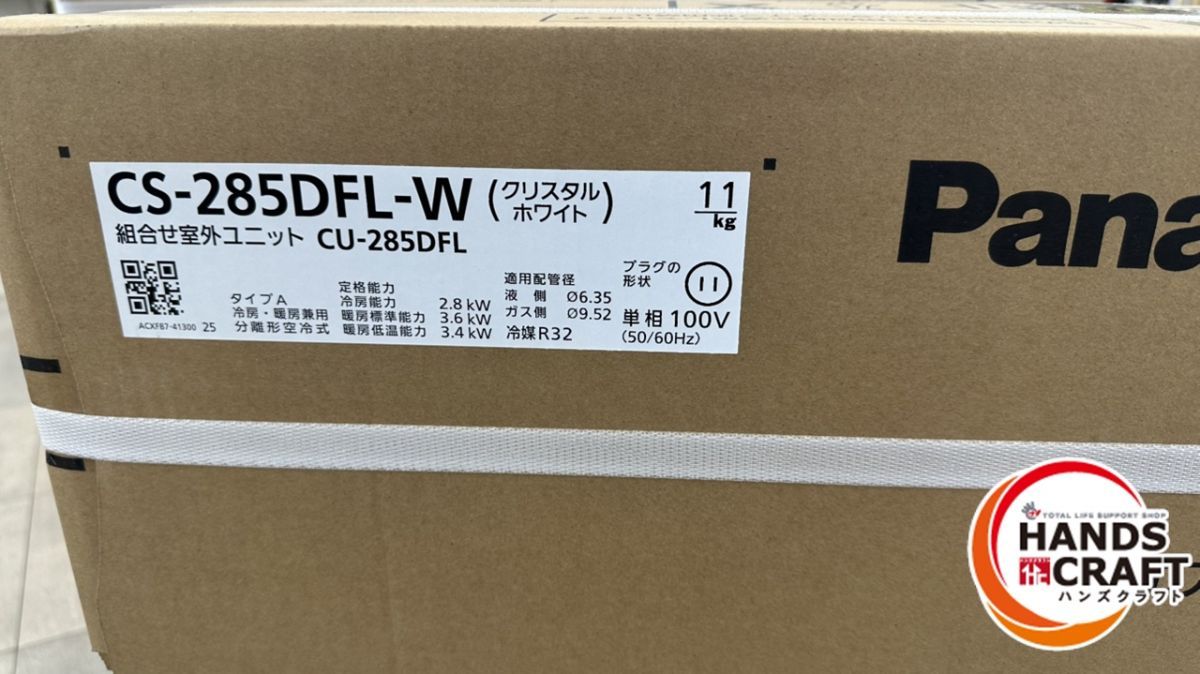 CS-285DFL-W (クリスタルホワイト)
11
kg
組合せ室外ユニット CU-285DFL
ACXF87-41300 25
タイプA
冷房・暖房兼用
分離形空冷式
定格能力
冷房能力 2.8 kW
暖房標準能力 3.6 kW
暖房低温能力 3.4 kW
適用配管径
液 側 Ø6.35
ガス側 Ø9.52
冷媒R32
プラグの
形状
単相 100V
(50/60Hz)
Pana
TOTAL LIFE SUPPORT SHOP
HANDS
CRAFT
ハンズクラフト